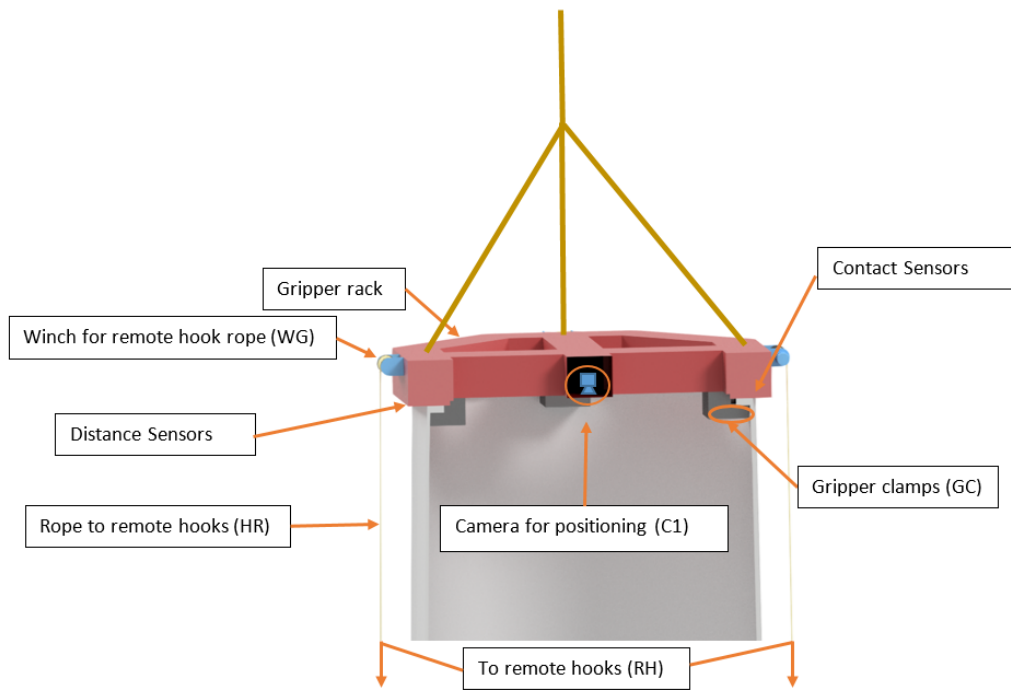 Contact Sensors
Gripper rack
Winch for remote hook rope (WG)
Distance Sensors
Gripper clamps (GC)
Rope to remote hooks (HR)
Camera for positioning (C1)
To remote hooks (RH)